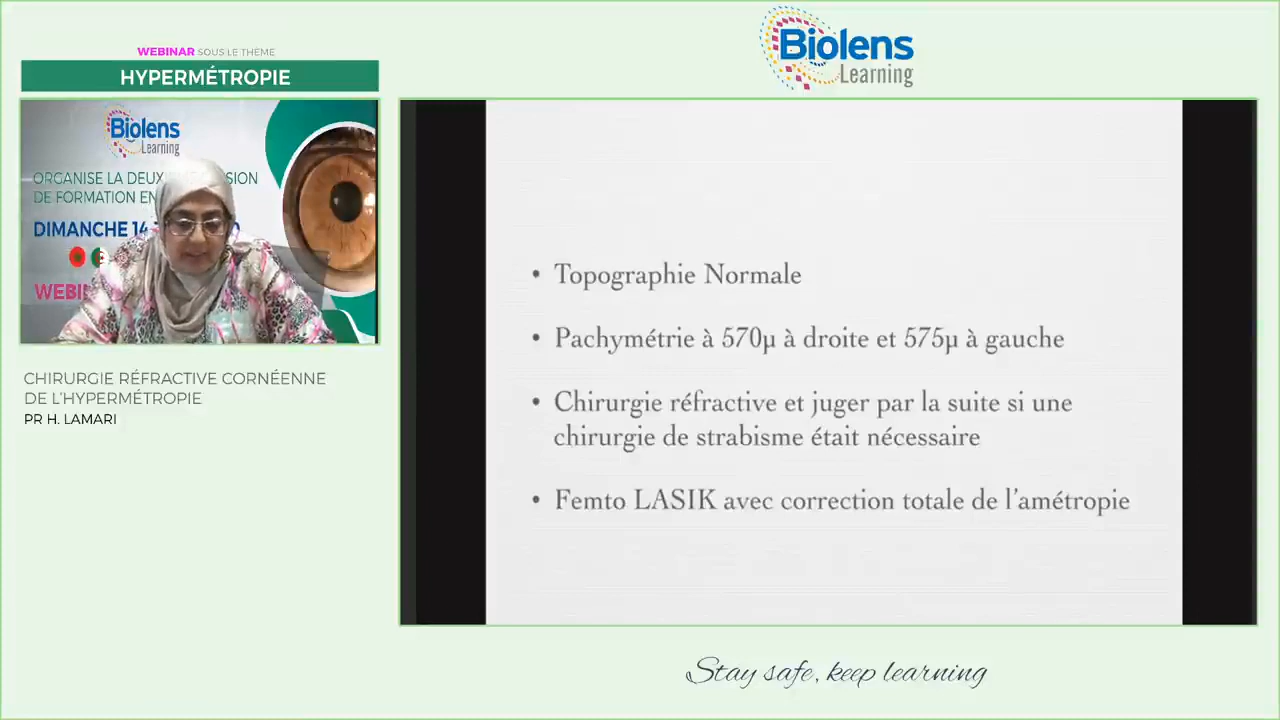 WEBINAR SOUS LE THÈME
HYPERMÉTROPIE
Biolens
Learning
ORGANISE LA DEUX SION
DE FORMATION EN
DIMANCHE 14
WEBI
CHIRURGIE RÉFRACTIVE CORNÉENNE
DE L'HYPERMÉTROPIE
PR H. LAMARI
Biolens
Learning
• Topographie Normale
• Pachymétrie à 570µ à droite et 575µ à gauche
• Chirurgie réfractive et juger par la suite si une
chirurgie de strabisme était nécessaire
• Femto LASIK avec correction totale de l'amétropie
Stay safe, keep learning